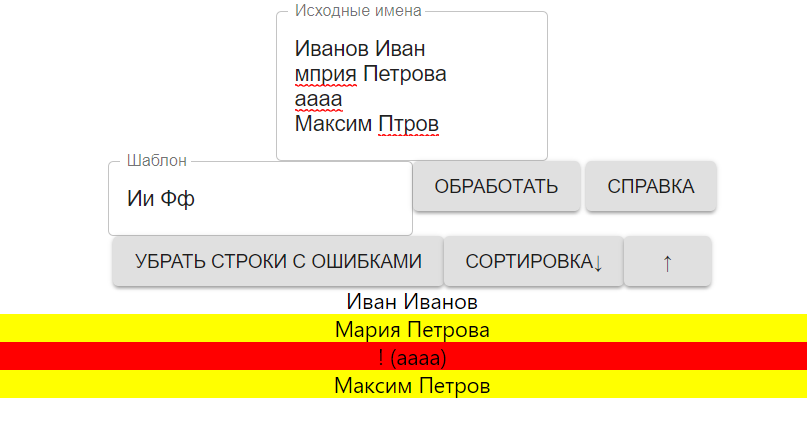 Исходные имена
Иванов Иван
мприя Петрова
аааа
Максим Птров
Шаблон
Ии Фф
ОБРАБОТАТЬ СПРАВКА
УБРАТЬ СТРОКИ С ОШИБКАМИ СОРТИРОВКА↓ ↑
Иван Иванов
Мария Петрова
! (аааа)
Максим Петров